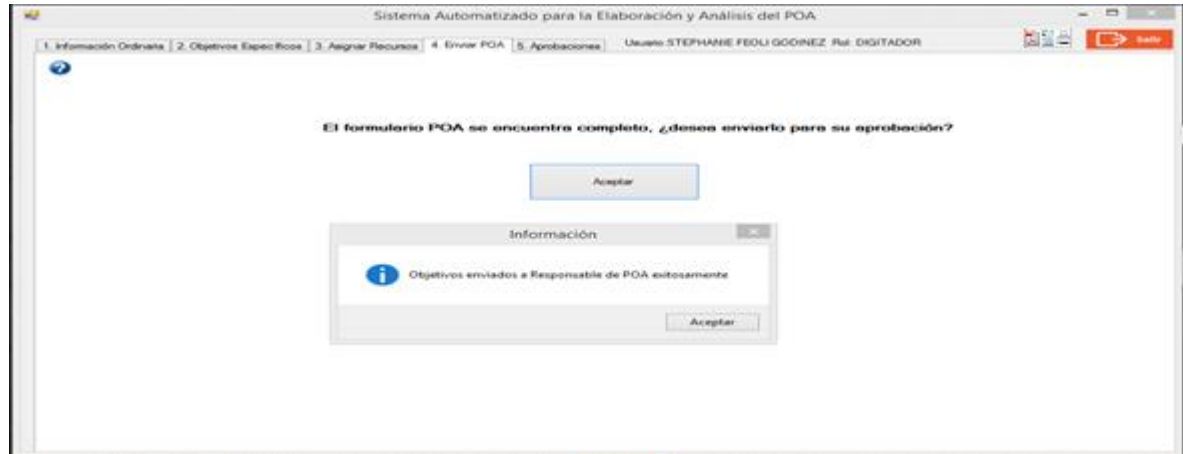 Sistema Automatizado para la Elaboración y Análisis del POA
1. Información Ordinaria 2. Objetivos Específicos 3. Asignar Recursos 4. Enviar POA 5. Aprobaciones Usuario: STEPHANIE FEOLI GODINEZ Rol: DIGITADOR Salir
El formulario POA se encuentra completo, ¿desea enviarlo para su aprobación?
Aceptar
Información
Objetivos enviados a Responsable de POA exitosamente
Aceptar